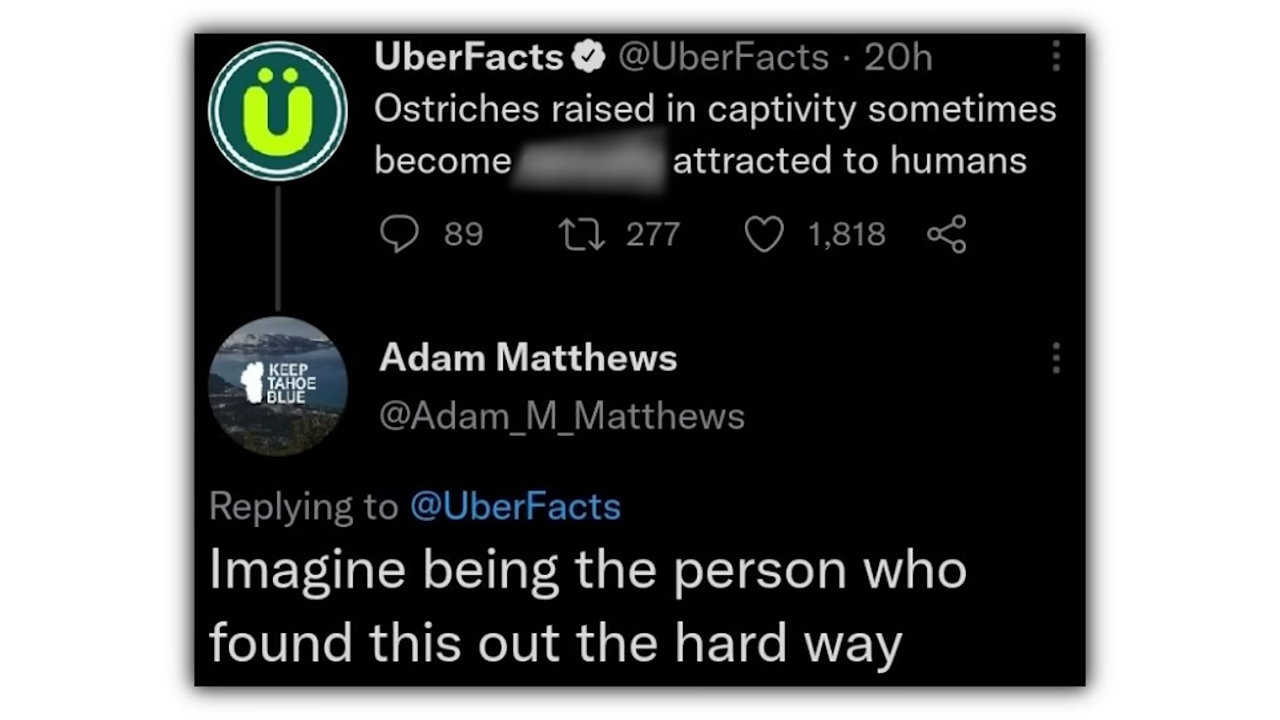 UberFacts @UberFacts · 20h
Ostriches raised in captivity sometimes
become attracted to humans
89 277 1,818
KEEP
TAHOE
BLUE
Adam Matthews
@Adam_M_Matthews
Replying to @UberFacts
Imagine being the person who
found this out the hard way